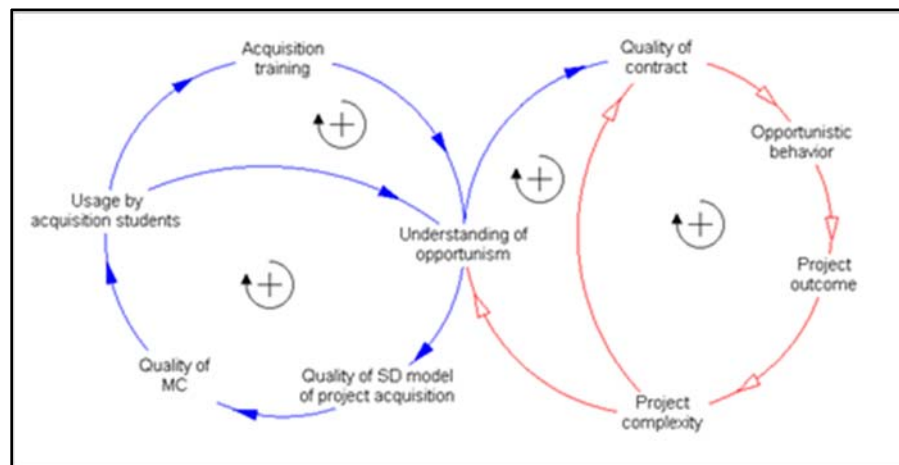 Acquisition
training
Quality of
contract
Opportunistic
behavior
Usage by
acquisition students
Understanding of
opportunism
Project
outcome
Quality of
MC
Quality of SD model
of project acquisition
Project
complexity